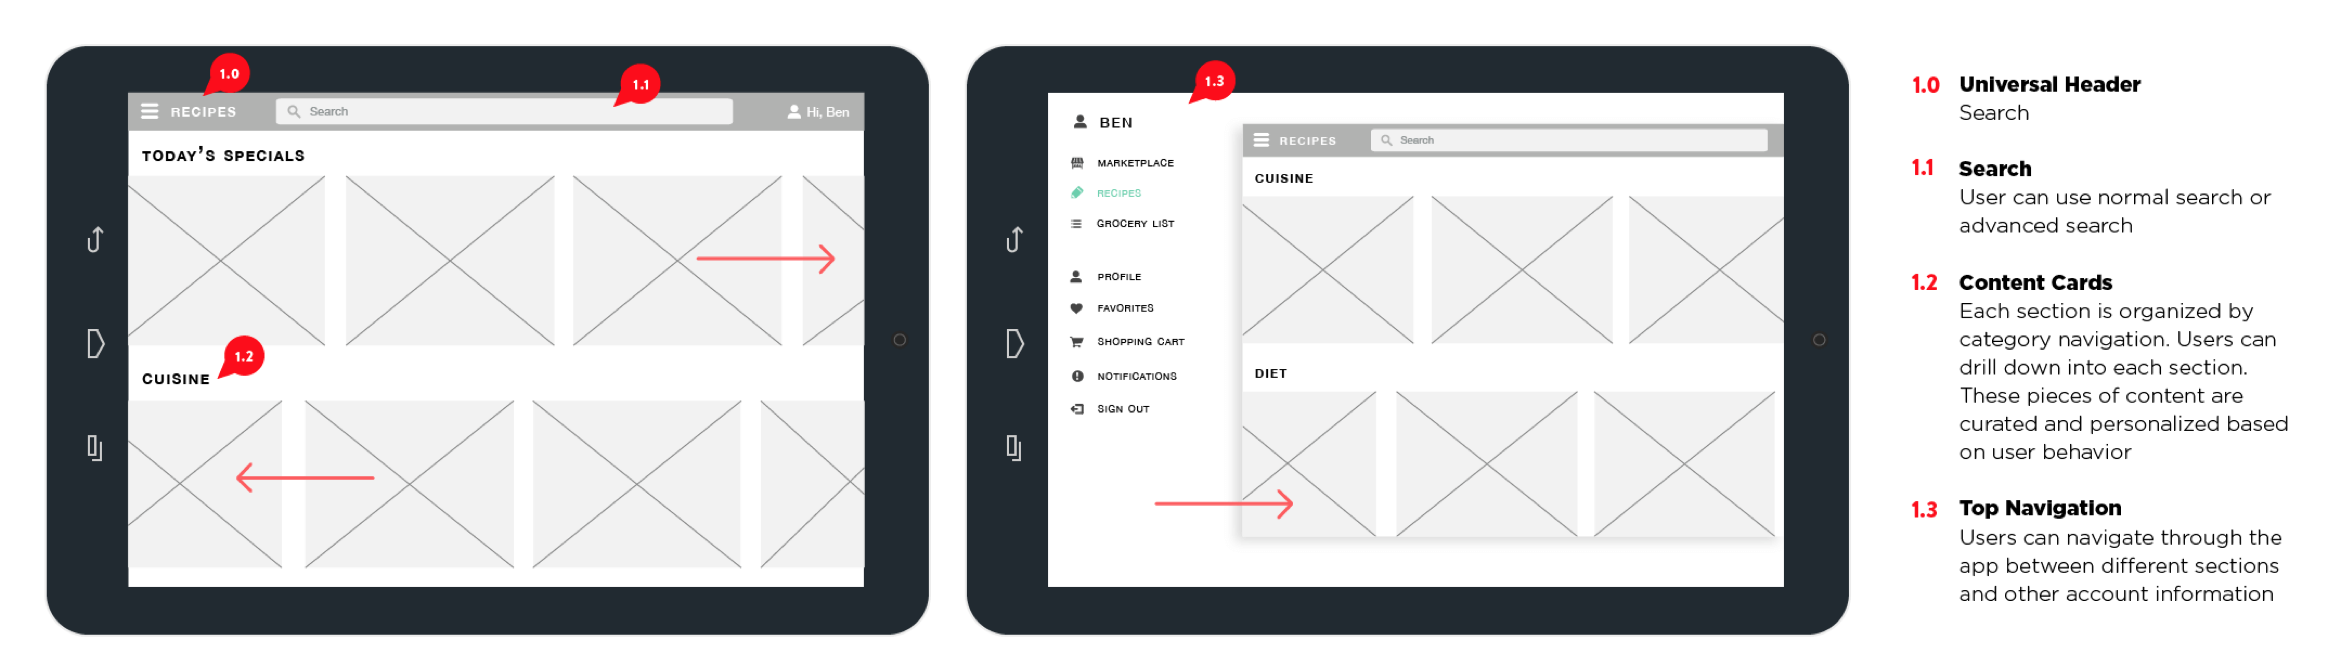 1.0
1.1
RECIPES
Search
Hi, Ben
TODAY'S SPECIALS
1.2
CUISINE
1.3
BEN
MARKETPLACE
RECIPES
GROCERY LIST
PROFILE
FAVORITES
SHOPPING CART
NOTIFICATIONS
SIGN OUT
RECIPES
Search
CUISINE
DIET
1.0 Universal Header
Search
1.1 Search
User can use normal search or
advanced search
1.2 Content Cards
Each section is organized by
category navigation. Users can
drill down into each section.
These pieces of content are
curated and personalized based
on user behavior
1.3 Top Navigation
Users can navigate through the
app between different sections
and other account information